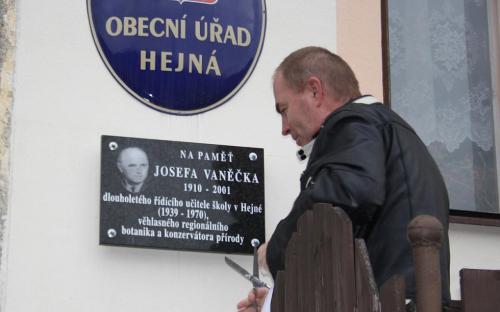 OBECNÍ ÚŘAD
HEJNÁ
NA PAMĚŤ
JOSEFA VANĚČKA
1910 - 2001
dlouholetého řídícího učitele školy v Hejné
(1939 - 1970),
věhlasného regionálního
botanika a konzervátora přírody